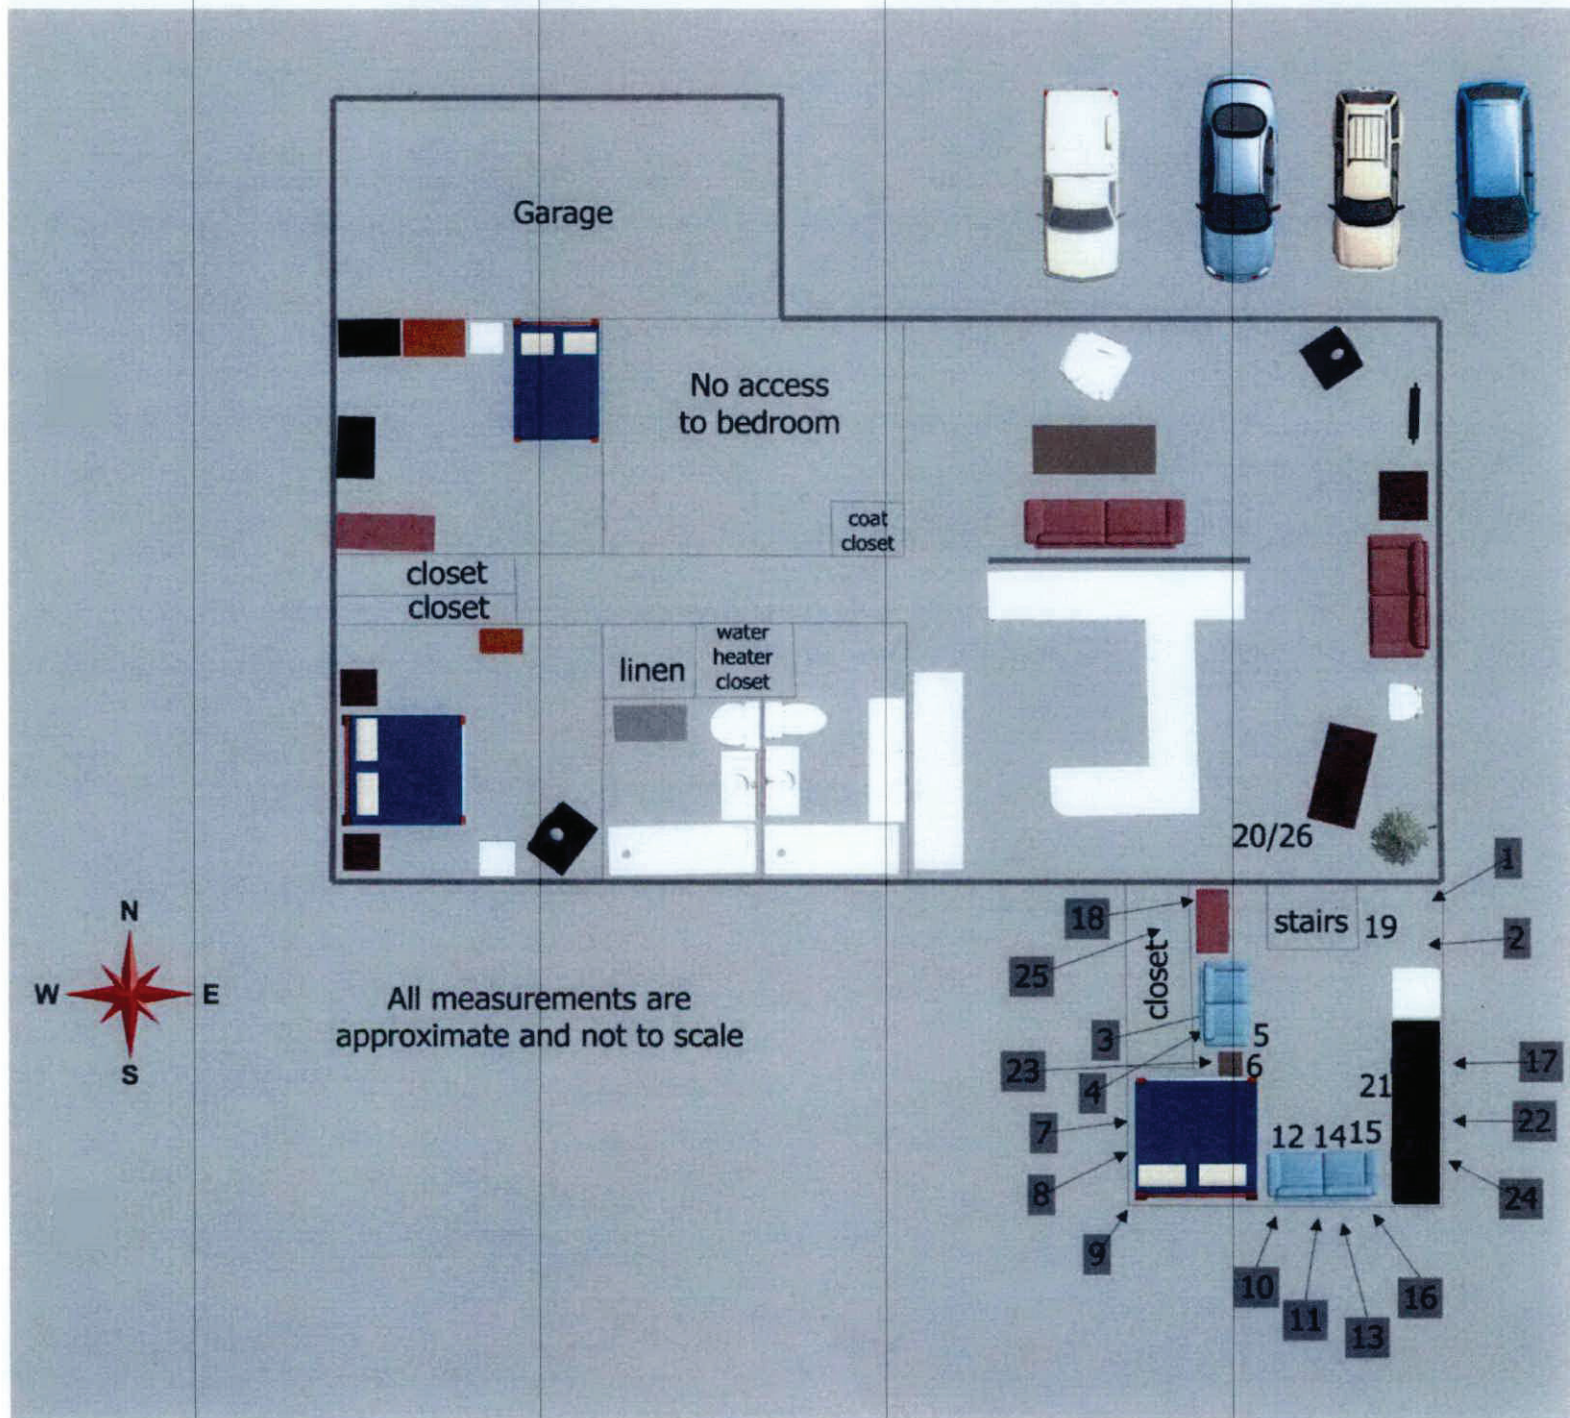 Garage
No access
to bedroom
coat
closet
closet
closet
linen
water
heater
closet
20/26
1
18
stairs
19
2
25
closet
3
5
23
6
4
21
17
7
22
12
14
15
8
24
9
10
16
11
13
N
W
E
S
All measurements are
approximate and not to scale